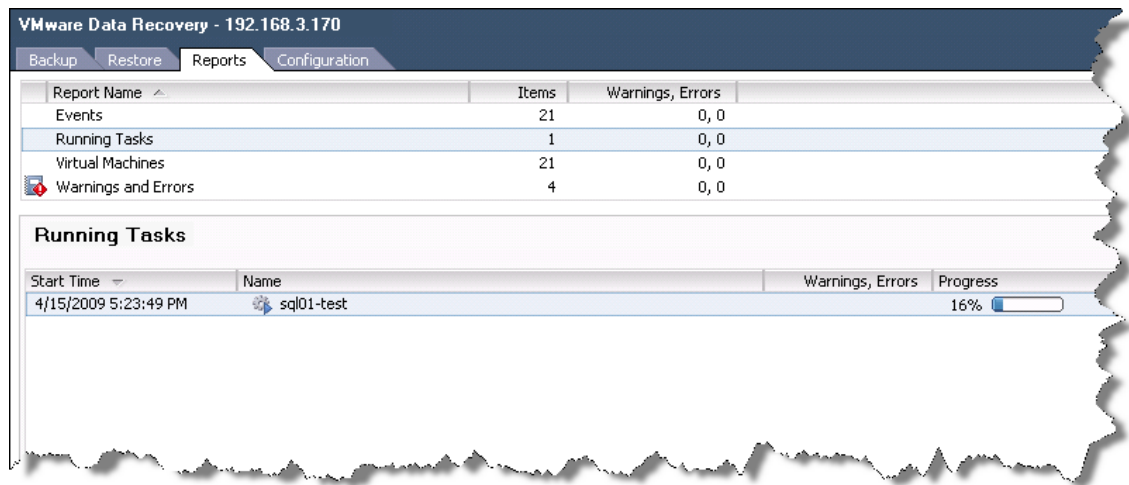 VMware Data Recovery - 192.168.3.170
Backup Restore Reports Configuration
Report Name Items Warnings, Errors
Events 21 0, 0
Running Tasks 1 0, 0
Virtual Machines 21 0, 0
Warnings and Errors 4 0, 0
Running Tasks
Start Time Name Warnings, Errors Progress
4/15/2009 5:23:49 PM sql01-test 16%